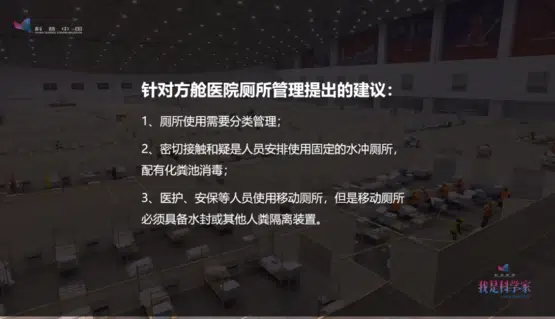 科普中国
针对方舱医院厕所管理提出的建议：
1、厕所使用需要分类管理；
2、密切接触和疑是人员安排使用固定的水冲厕所，
配有化粪池消毒；
3、医护、安保等人员使用移动厕所，但是移动厕所
必须具备水封或其他人粪隔离装置。
我是科学家